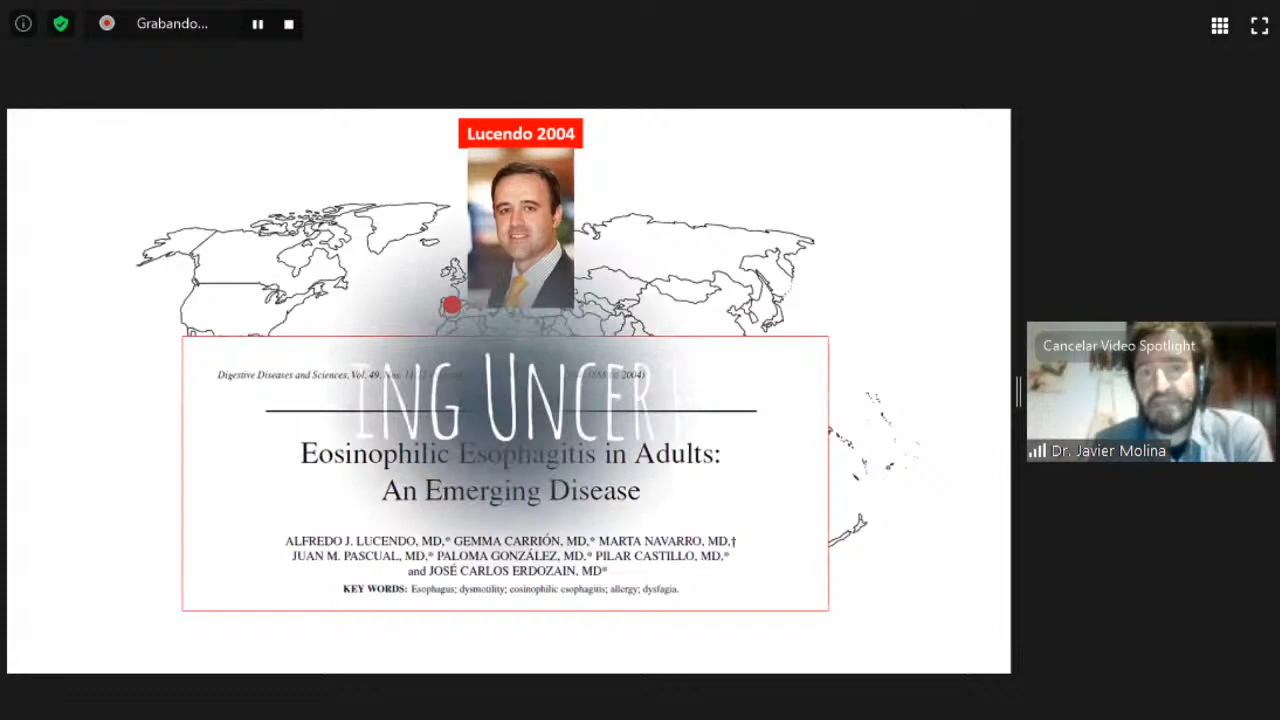 Grabando...
Lucendo 2004
Digestive Diseases and Sciences, Vol. 49, Nos. 2004)
ING UNCER
Eosinophilic Esophagitis in Adults:
An Emerging Disease
ALFREDO J. LUCENDO, MD,* GEMMA CARRIÓN, MD,* MARTA NAVARRO, MD,†
JUAN M. PASCUAL, MD,* PALOMA GONZÁLEZ, MD,* PILAR CASTILLO, MD,*
and JOSÉ CARLOS ERDOZAIN, MD*
KEY WORDS: Esophagus; dysmotility; eosinophilic esophagitis; allergy; dysfagia.
Cancelar Video Spotlight
Dr. Javier Molina